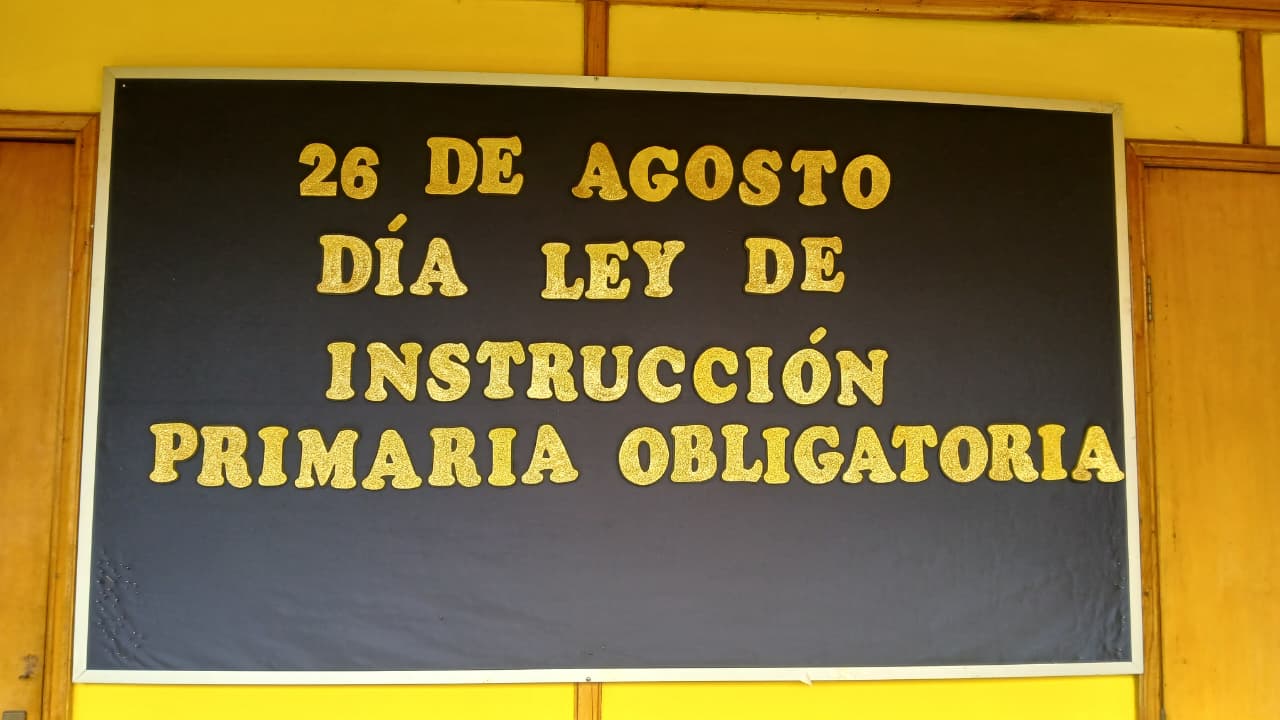 26 DE AGOSTO
DÍA LEY DE
INSTRUCCIÓN
PRIMARIA OBLIGATORIA